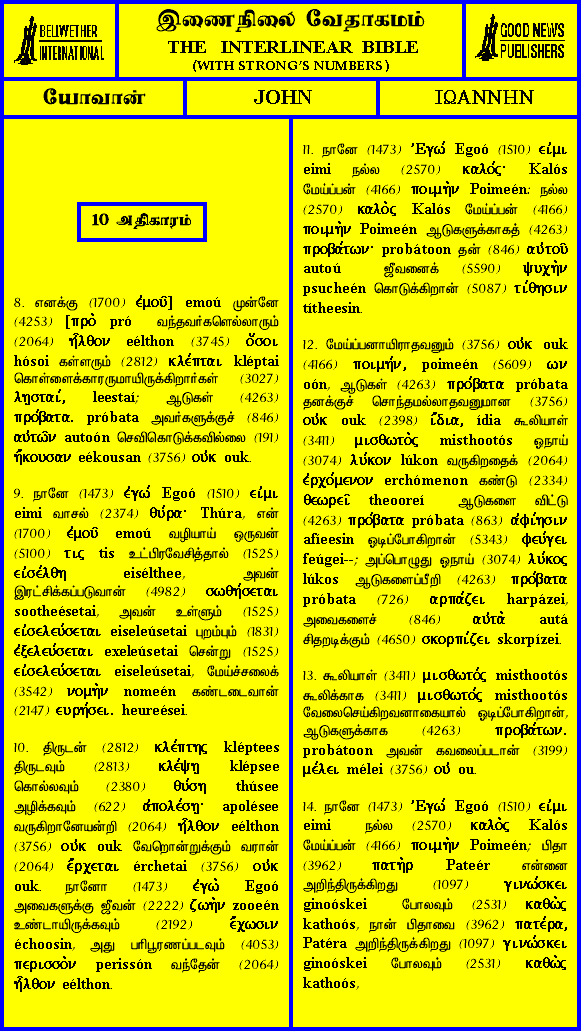 BELLWETHER
INTERNATIONAL
இணைநிலை வேதாகமம்
THE INTERLINEAR BIBLE
(WITH STRONG'S NUMBERS)
GOOD NEWS
PUBLISHERS
யோவான்
JOHN
ΙΩΑΝΝΗΝ
10 அதிகாரம்
8. எனக்கு (1700) ἐμοῦ] emoú முன்னே
(4253) [πρὸ pró வந்தவர்களெல்லாரும்
(2064) ἦλθον eélthon (3745) ὅσοι
hósoi கள்ளரும் (2812) κλέπται kléptai
கொள்ளைக்காரருமாயிருக்கிறார்கள் (3027)
λῃσταί, leestaí; ஆடுகள் (4263)
πρόβατα. próbata அவர்களுக்குச் (846)
αὐτῶν autoón செவிகொடுக்கவில்லை (191)
ἤκουσαν eékousan (3756) οὐκ ouk.
9. நானே (1473) ἐγώ Egoó (1510) εἰμι
eimi வாசல் (2374) θύρα· Thúra, என்
(1700) ἐμοῦ emoú வழியாய் ஒருவன்
(5100) τις tis உட்பிரவேசித்தால் (1525)
εἰσέλθῃ eisélthee, அவன்
இரட்சிக்கப்படுவான் (4982) σωθήσεται
sootheésetai, அவன் உள்ளும் (1525)
εἰσελεύσεται eiseleúsetai புறம்பும் (1831)
ἐξελεύσεται exeleúsetai சென்று (1525)
εἰσελεύσεται eiseleúsetai, மேய்ச்சலைக்
(3542) νομὴν nomeén கண்டடைவான்
(2147) ευρήσει. heureései.
10. திருடன் (2812) κλέπτης kléptees
திருடவும் (2813) κλέψῃ klépsee
கொல்லவும் (2380) θύσῃ thúsee
அழிக்கவும் (622) ἀπολέσῃ· apolésee
வருகிறானேயன்றி (2064) ἦλθον eélthon
(3756) οὐκ ouk வேறொன்றுக்கும் வரான்
(2064) ἔρχεται érchetai (3756) οὐκ
ouk. நானோ (1473) ἐγὼ Egoó
அவைகளுக்கு ஜீவன் (2222) ζωὴν zooeén
உண்டாயிருக்கவும் (2192) ἔχωσιν
échoosin, அது பரிபூரணப்படவும் (4053)
περισσὸν perissón வந்தேன் (2064)
ἦλθον eélthon.
11. நானே (1473) Ἐγώ Egoó (1510) εἰμι
eimi நல்ல (2570) καλός· Kalós
மேய்ப்பன் (4166) ποιμὴν Poimeén; நல்ல
(2570) καλὸς Kalós மேய்ப்பன் (4166)
ποιμὴν Poimeén ஆடுகளுக்காகத் (4263)
προβάτων· probátoon தன் (846) αὐτοῦ
autoú ஜீவனைக் (5590) ψυχὴν
psucheén கொடுக்கிறான் (5087) τίθησιν
títheesin.
12. மேய்ப்பனாயிராதவனும் (3756) οὐκ ouk
(4166) ποιμήν, poimeén (5609) ων
oón, ஆடுகள் (4263) πρόβατα próbata
தனக்குச் சொந்தமல்லாதவனுமான (3756)
οὐκ ouk (2398) ἴδια, ídia கூலியாள்
(3411) μισθωτὸς misthootós ஓநாய்
(3074) λύκον lúkon வருகிறதைக் (2064)
ἐρχόμενον erchómenon கண்டு (2334)
θεωρεῖ theooreí ஆடுகளை விட்டு
(4263) πρόβατα próbata (863) ἀφίησιν
afíeesin ஓடிப்போகிறான் (5343) φεύγει
feúgei--; அப்பொழுது ஓநாய் (3074) λύκος
lúkos ஆடுகளைப்பீறி (4263) πρόβατα
próbata (726) αρπάζει harpázei,
அவைகளைச் (846) αὐτὰ autá
சிதறடிக்கும் (4650) σκορπίζει skorpízei.
13. கூலியாள் (3411) μισθωτός misthootós
கூலிக்காக (3411) μισθωτός misthootós
வேலைசெய்கிறவனாகையால் ஓடிப்போகிறான்,
ஆடுகளுக்காக (4263) προβάτων.
probátoon அவன் கவலைப்படான் (3199)
μέλει mélei (3756) οὐ ou.
14. நானே (1473) Ἐγώ Egoó (1510) εἰμι
eimi நல்ல (2570) καλὸς Kalós
மேய்ப்பன் (4166) ποιμὴν Poimeén; பிதா
(3962) πατὴρ Pateér என்னை
அறிந்திருக்கிறது (1097) γινώσκει
ginoóskei போலவும் (2531) καθὼς
kathoós, நான் பிதாவை (3962) πατέρα,
Patéra அறிந்திருக்கிறது (1097) γινώσκει
ginoóskei போலவும் (2531) καθὼς
kathoós,